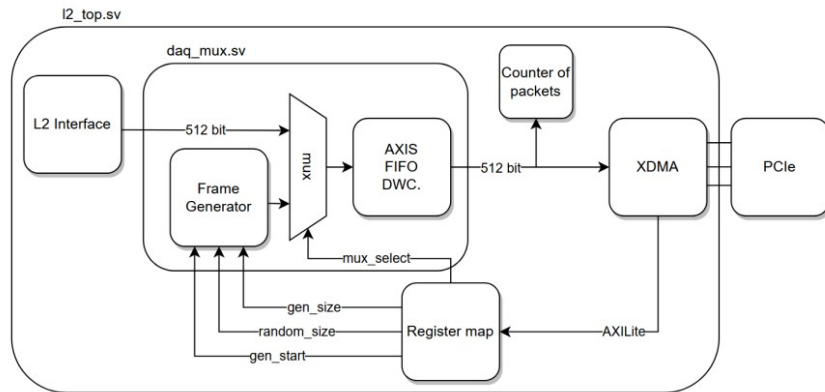 l2_top.sv
daq_mux.sv
L2 Interface
512 bit
Frame
Generator
mux
AXIS
FIFO
DWC.
512 bit
Counter of
packets
XDMA
PCIe
mux_select
gen_size
random_size
gen_start
Register map
AXILite